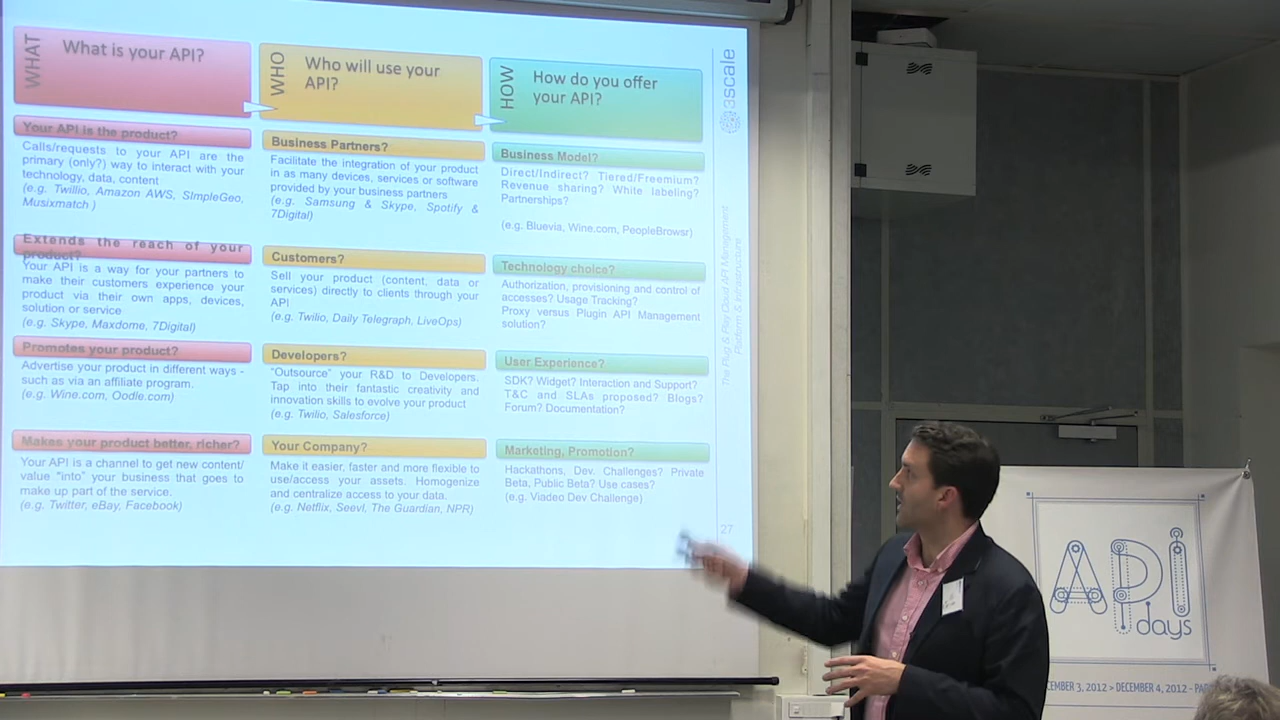 WHAT
What is your API?
Your API is the product?
Calls/requests to your API are the
primary (only?) way to interact with your
technology, data, content
(e.g. Twillio, Amazon AWS, SImpleGeo,
Musixmatch )
Extends the reach of your
product?
Your API is a way for your partners to
make their customers experience your
product via their own apps, devices,
solution or service
(e.g. Skype, Maxdome, 7Digital)
Promotes your product?
Advertise your product in different ways -
such as via an affiliate program.
(e.g. Wine.com, Oodle.com)
Makes your product better, richer?
Your API is a channel to get new content/
value "into" your business that goes to
make up part of the service.
(e.g. Twitter, eBay, Facebook)
WHO
Who will use your
API?
Business Partners?
Facilitate the integration of your product
in as many devices, services or software
provided by your business partners
(e.g. Samsung & Skype, Spotify &
7Digital)
Customers?
Sell your product (content, data or
services) directly to clients through your
API
(e.g. Twilio, Daily Telegraph, LiveOps)
Developers?
"Outsource" your R&D to Developers.
Tap into their fantastic creativity and
innovation skills to evolve your product
(e.g. Twilio, Salesforce)
Your Company?
Make it easier, faster and more flexible to
use/access your assets. Homogenize
and centralize access to your data.
(e.g. Netflix, Seevl, The Guardian, NPR)
HOW
How do you offer
your API?
Business Model?
Direct/Indirect? Tiered/Freemium?
Revenue sharing? White labeling?
Partnerships?
(e.g. Bluevia, Wine.com, PeopleBrowsr)
Technology choice?
Authorization, provisioning and control of
accesses? Usage Tracking?
Proxy versus Plugin API Management
solution?
User Experience?
SDK? Widget? Interaction and Support?
T&C and SLAs proposed? Blogs?
Forum? Documentation?
Marketing, Promotion?
Hackathons, Dev. Challenges? Private
Beta, Public Beta? Use cases?
(e.g. Viadeo Dev Challenge)
3scale
The Plug & Play Cloud API Management
Platform & Infrastructure
27
API
days
CEMBER 3, 2012 > DECEMBER 4, 2012 - PAR